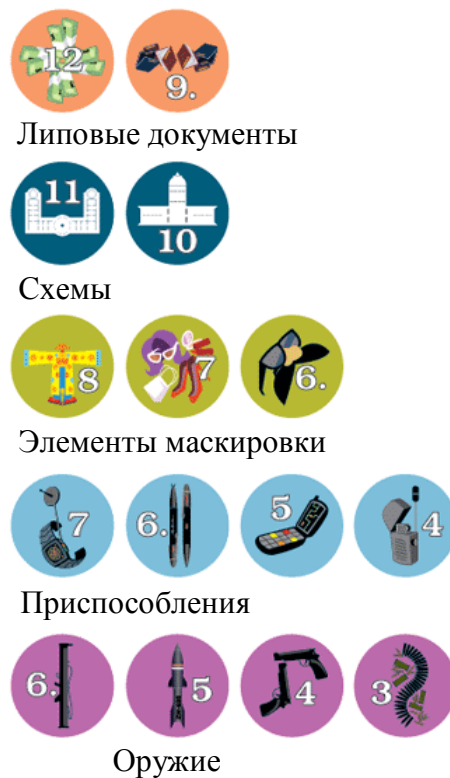 12 9.
Липовые документы
11 10
Схемы
8 7 6.
Элементы маскировки
7 6. 5 4
Приспособления
6. 5 4 3
Оружие